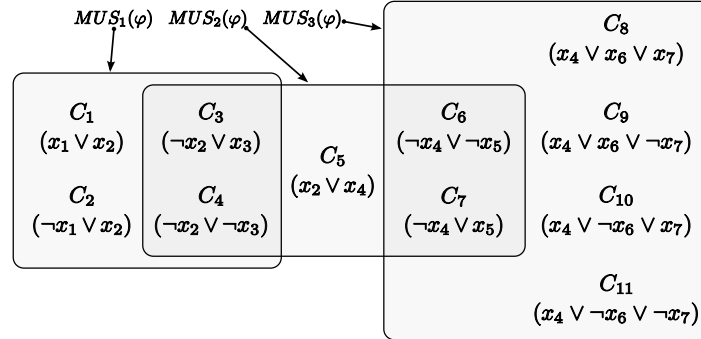 MUS₁(φ) MUS₂(φ) MUS₃(φ)
C₈
(x₄ ∨ x₆ ∨ x₇)
C₁ C₃ C₆ C₉
(x₁ ∨ x₂) (¬x₂ ∨ x₃) (¬x₄ ∨ ¬x₅) (x₄ ∨ x₆ ∨ ¬x₇)
C₅
(x₂ ∨ x₄)
C₂ C₄ C₇ C₁₀
(¬x₁ ∨ x₂) (¬x₂ ∨ ¬x₃) (¬x₄ ∨ x₅) (x₄ ∨ ¬x₆ ∨ x₇)
C₁₁
(x₄ ∨ ¬x₆ ∨ ¬x₇)